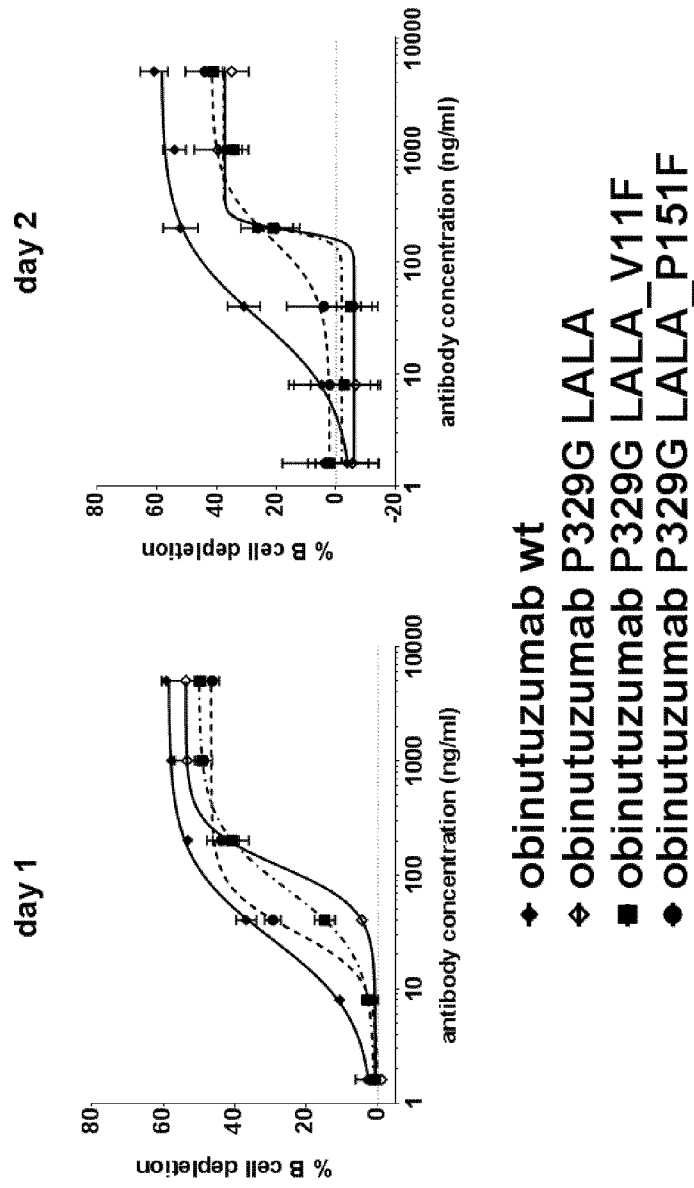 day 1
% B cell depletion
80
60
40
20
0
1
10
100
1000
10000
antibody concentration (ng/ml)
day 2
% B cell depletion
80
60
40
20
0
-20
1
10
100
1000
10000
antibody concentration (ng/ml)
obinutuzumab wt
obinutuzumab P329G LALA
obinutuzumab P329G LALA_V11F
obinutuzumab P329G LALA_P151F